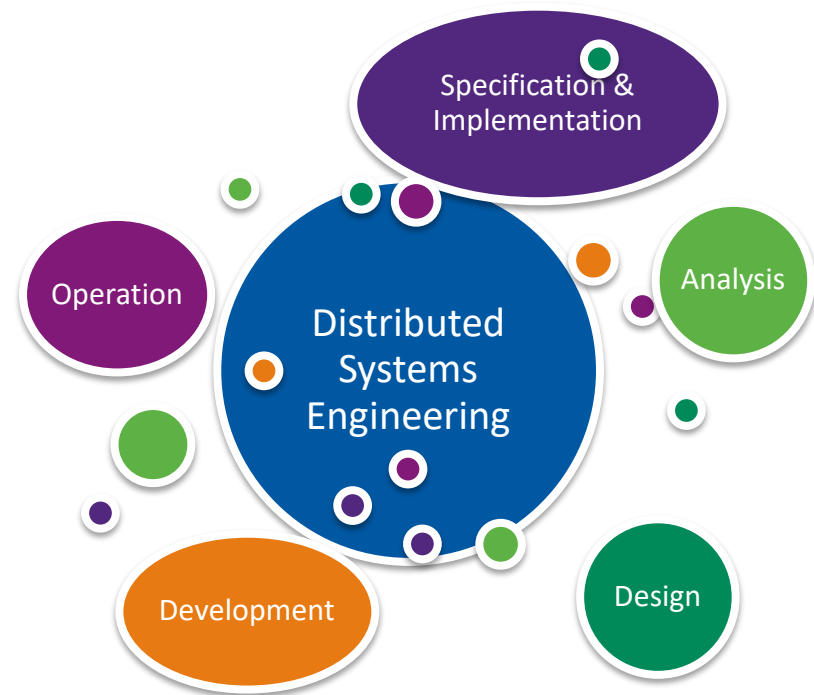 Specification &
Implementation
Analysis
Operation
Distributed
Systems
Engineering
Development
Design